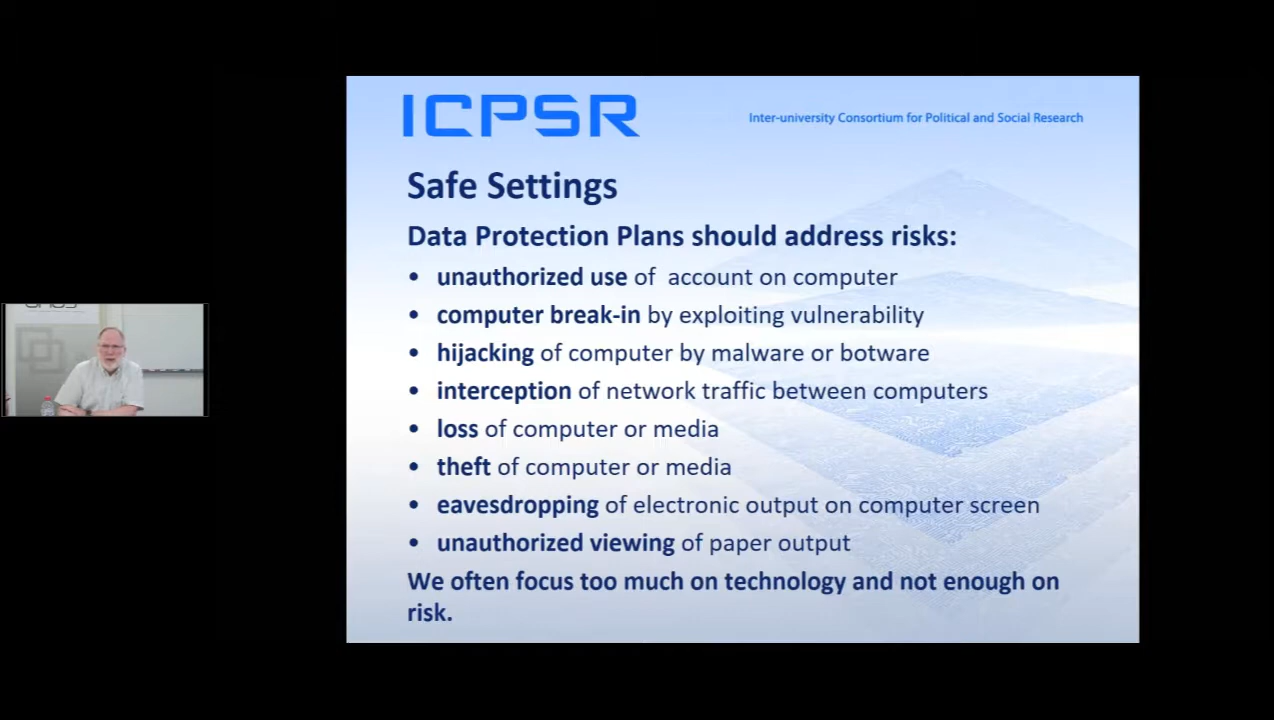 ICPSR
Inter-university Consortium for Political and Social Research
Safe Settings
Data Protection Plans should address risks:
• unauthorized use of account on computer
• computer break-in by exploiting vulnerability
• hijacking of computer by malware or botware
• interception of network traffic between computers
• loss of computer or media
• theft of computer or media
• eavesdropping of electronic output on computer screen
• unauthorized viewing of paper output
We often focus too much on technology and not enough on
risk.